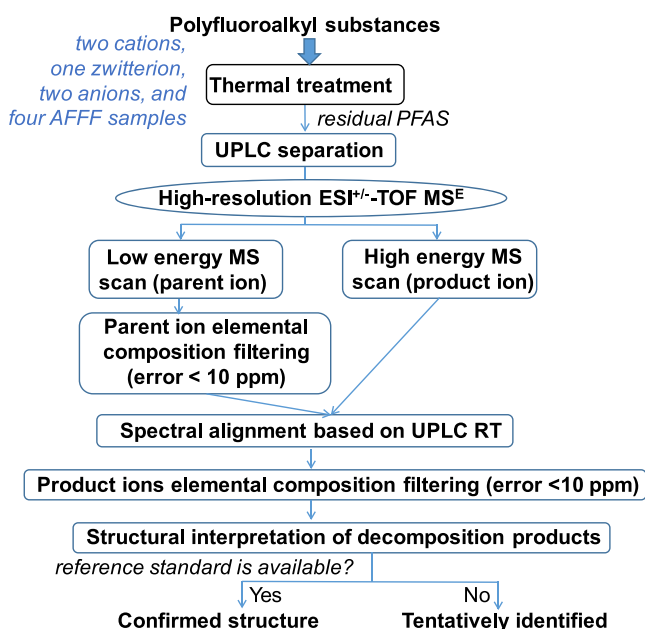 Polyfluoroalkyl substances
two cations,
one zwitterion,
two anions, and
four AFFF samples
Thermal treatment
residual PFAS
UPLC separation
High-resolution ESI+/--TOF MSE
Low energy MS
scan (parent ion)
High energy MS
scan (product ion)
Parent ion elemental
composition filtering
(error < 10 ppm)
Spectral alignment based on UPLC RT
Product ions elemental composition filtering (error <10 ppm)
Structural interpretation of decomposition products
reference standard is available?
Yes
No
Confirmed structure
Tentatively identified